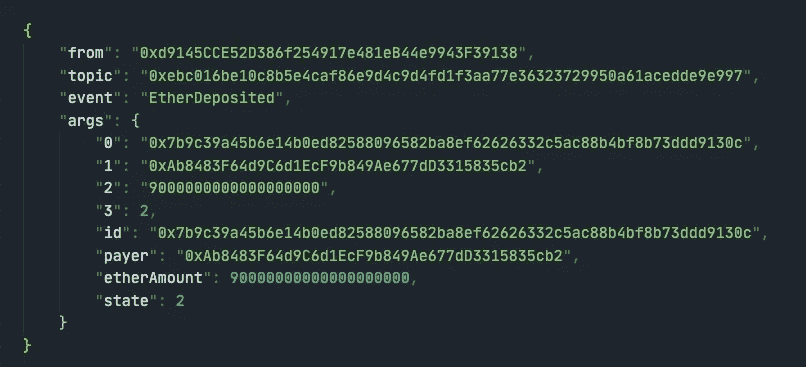 {
"from": "0xd9145CCE52D386f254917e481eB44e9943F39138",
"topic": "0xebc016be10c8b5e4caf86e9d4c9d4fd1f3aa77e36323729950a61acedde9e997",
"event": "EtherDeposited",
"args": {
"0": "0x7b9c39a45b6e14b0ed82588096582ba8ef62626332c5ac88b4bf8b73ddd9130c",
"1": "0xAb8483F64d9C6d1EcF9b849Ae677dD3315835cb2",
"2": "9000000000000000000",
"3": 2,
"id": "0x7b9c39a45b6e14b0ed82588096582ba8ef62626332c5ac88b4bf8b73ddd9130c",
"payer": "0xAb8483F64d9C6d1EcF9b849Ae677dD3315835cb2",
"etherAmount": 90000000000000000000,
"state": 2
}
}